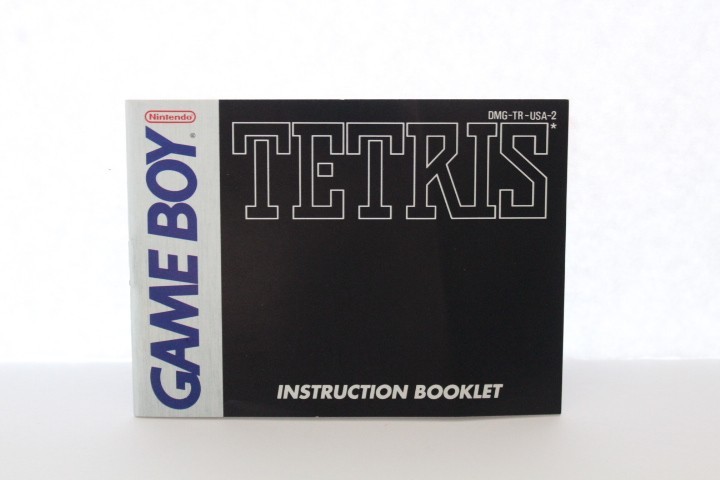 Nintendo®
GAME BOY
DMG-TR-USA-2
TETRIS*
INSTRUCTION BOOKLET